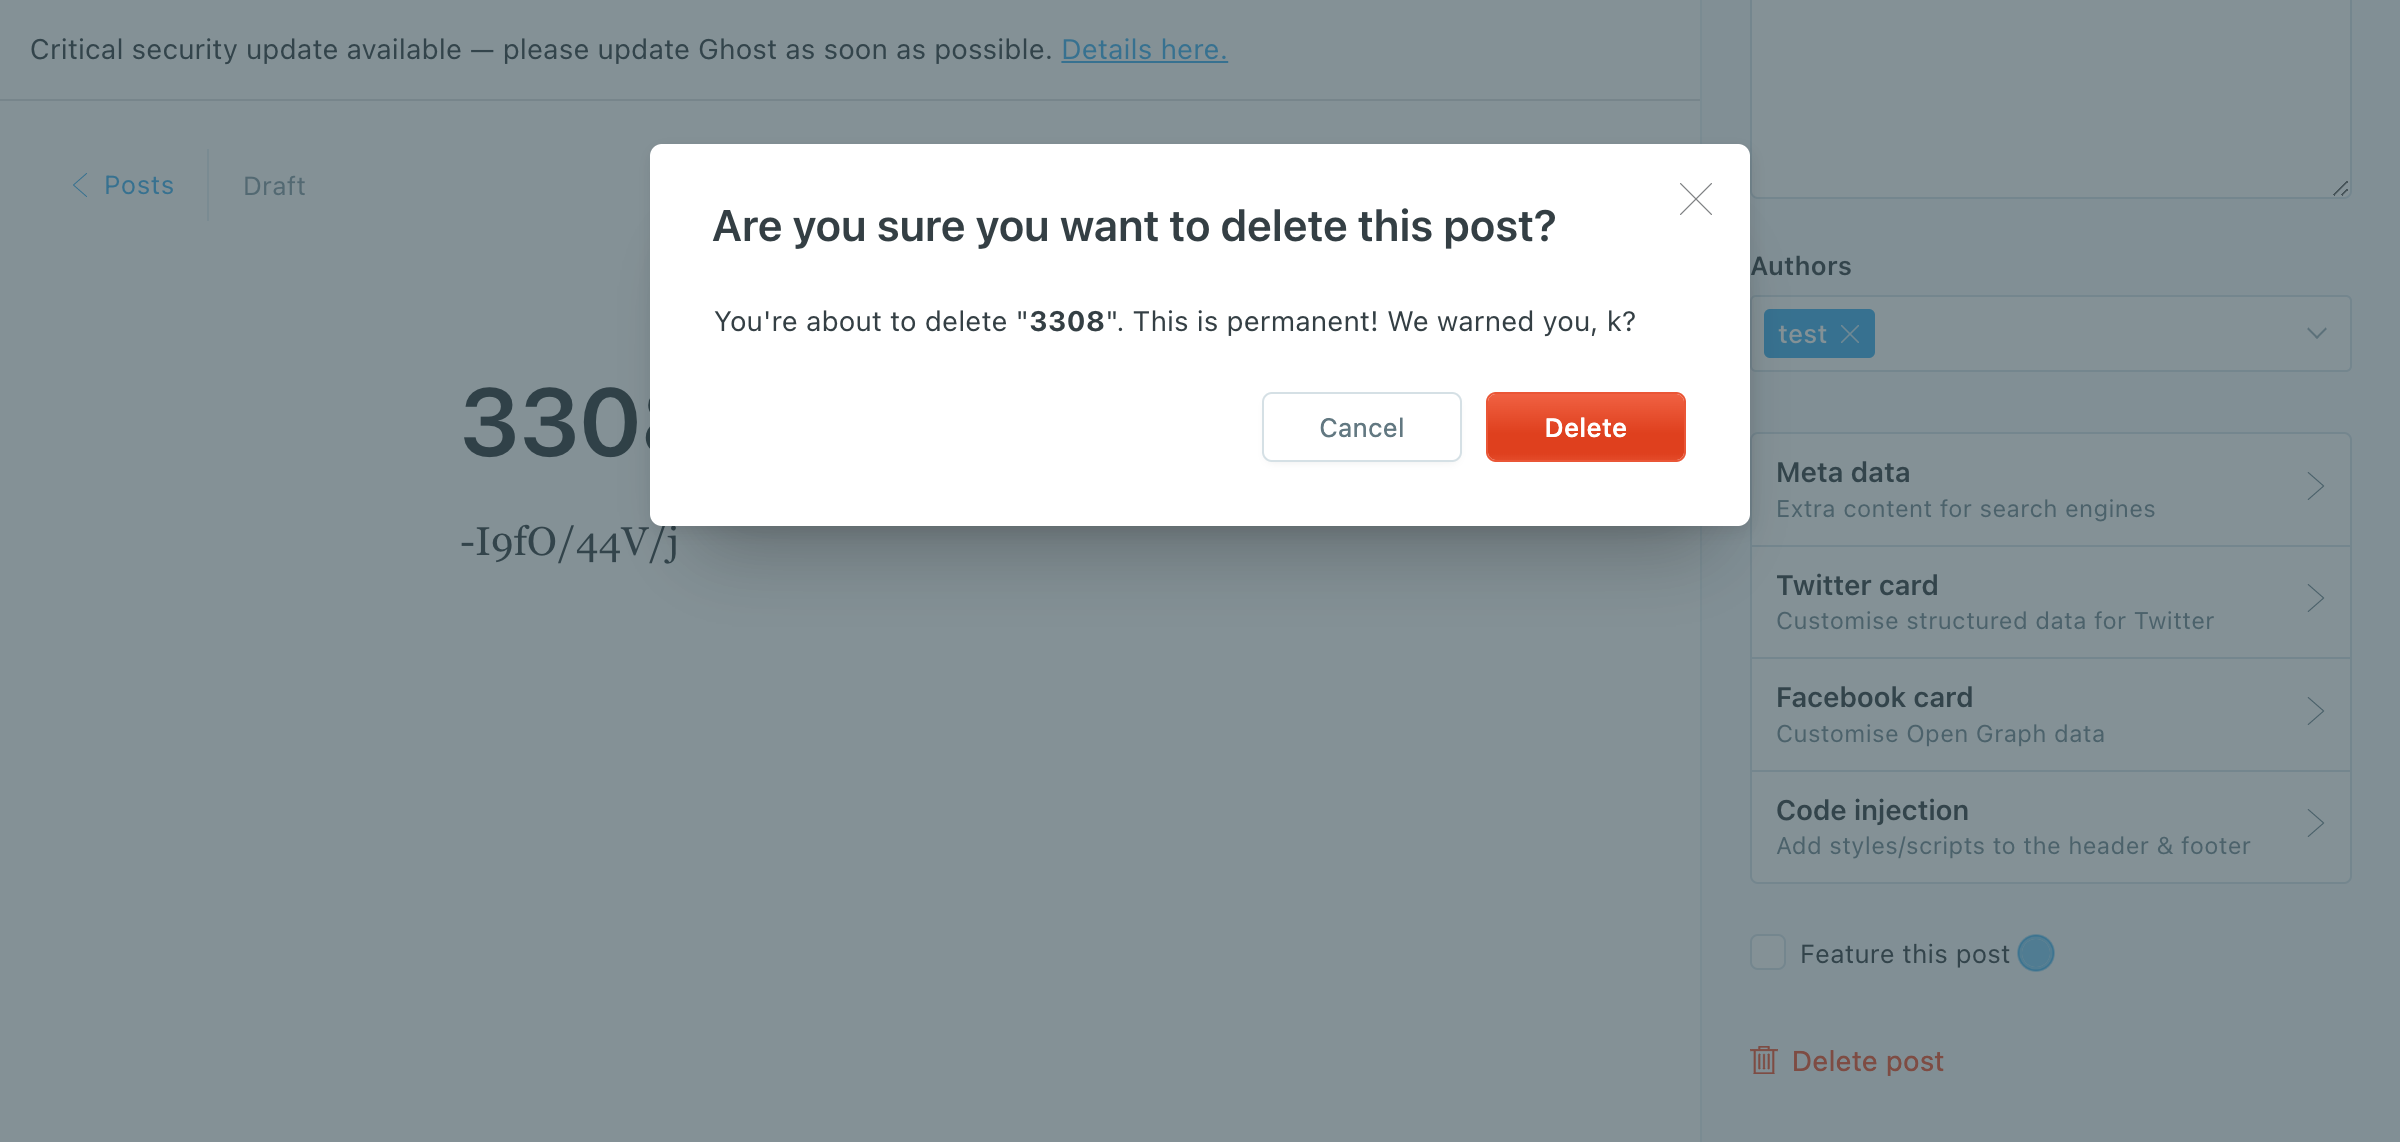 Critical security update available — please update Ghost as soon as possible. Details here.
Posts
Draft
Are you sure you want to delete this post?
You're about to delete "3308". This is permanent! We warned you, k?
Cancel
Delete
3308
-I9fO/44V/j
Authors
test
Meta data
Extra content for search engines
Twitter card
Customise structured data for Twitter
Facebook card
Customise Open Graph data
Code injection
Add styles/scripts to the header & footer
Feature this post
Delete post